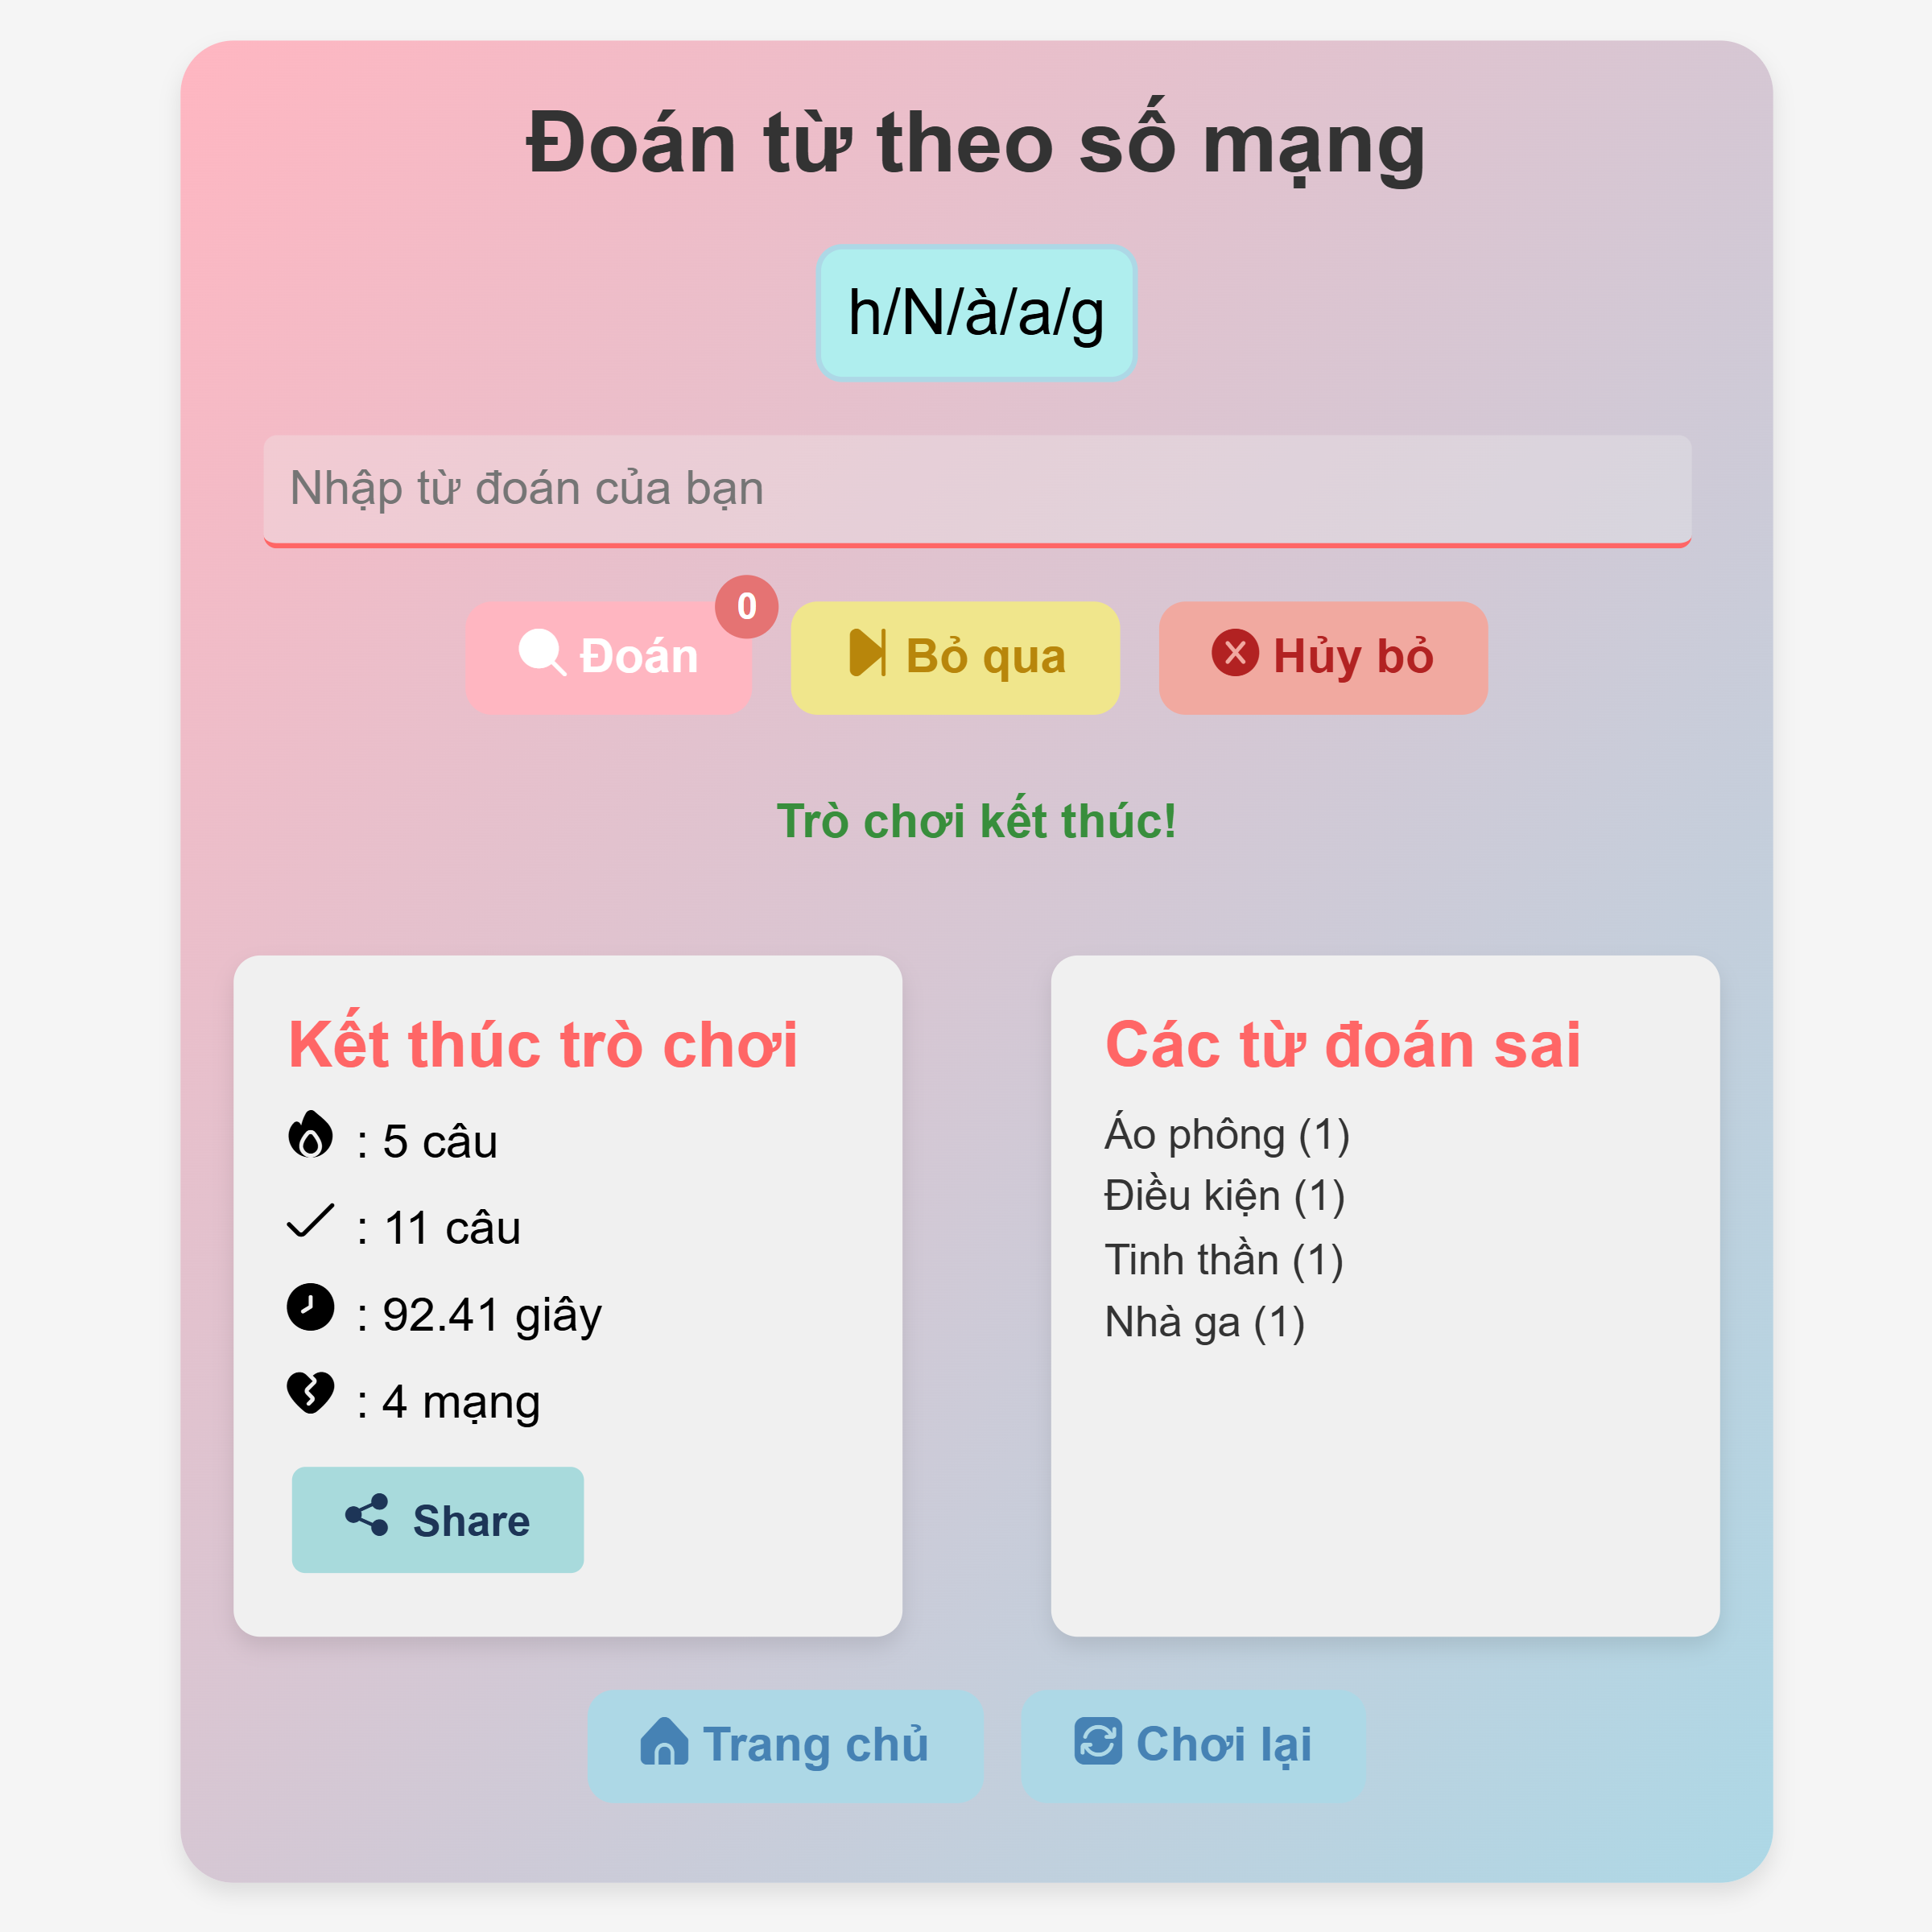 Đoán từ theo số mạng
h/N/à/a/g
Nhập từ đoán của bạn
Đoán
0
Bỏ qua
Hủy bỏ
Trò chơi kết thúc!
Kết thúc trò chơi
: 5 câu
: 11 câu
: 92.41 giây
: 4 mạng
Share
Các từ đoán sai
Áo phông (1)
Điều kiện (1)
Tinh thần (1)
Nhà ga (1)
Trang chủ
Chơi lại